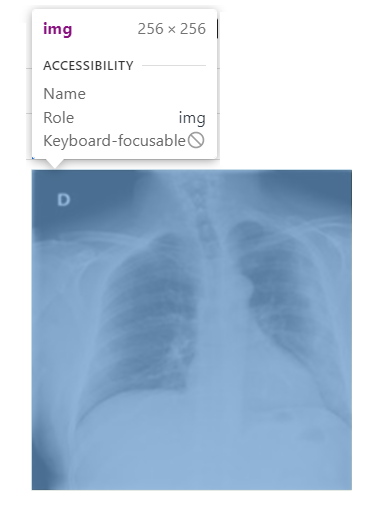 img 256 × 256
ACCESSIBILITY
Name
Role img
Keyboard-focusable
D